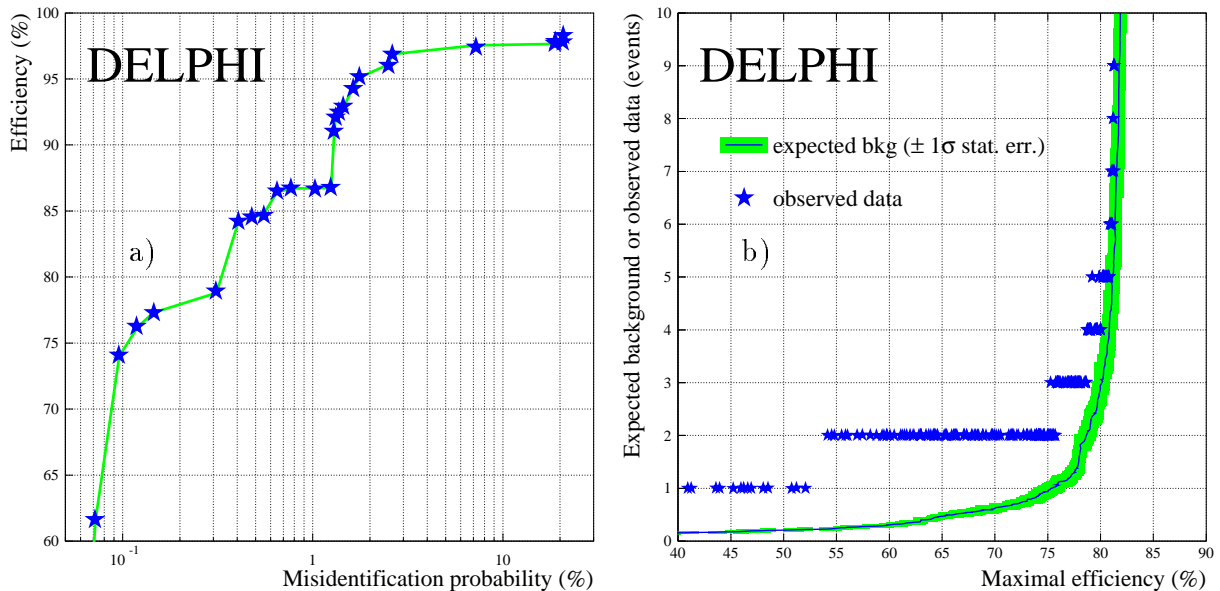 DELPHI
a)
Efficiency (%)
100
95
90
85
80
75
70
65
60
10⁻¹
1
10
Misidentification probability (%)
DELPHI
expected bkg (± 1σ stat. err.)
observed data
b)
Expected background or observed data (events)
10
9
8
7
6
5
4
3
2
1
0
40 45 50 55 60 65 70 75 80 85 90
Maximal efficiency (%)